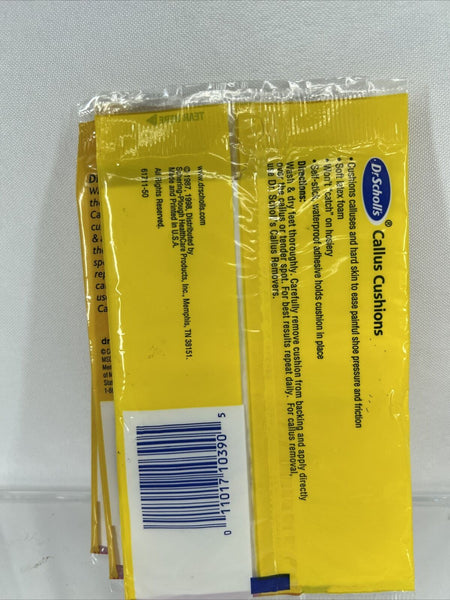 Dr. Scholl's® Callus Cushions
• Cushions calluses and hard skin to ease painful shoe pressure and friction
• Soft latex foam
• Won't "catch" on hosiery
• Self-stick, waterproof adhesive holds cushion in place
Directions:
Wash & dry feet thoroughly. Carefully remove cushion from backing and apply directly
over the callus or tender spot. For best results repeat daily. For callus removal,
use Dr. Scholl's Callus Removers.
TEAR HERE
www.drscholls.com
© 1987, 1998. Distributed by
Schering-Plough HealthCare Products, Inc., Memphis, TN 38151.
Made and Printed in U.S.A.
All Rights Reserved.
61711-50
0 11017 10390 5